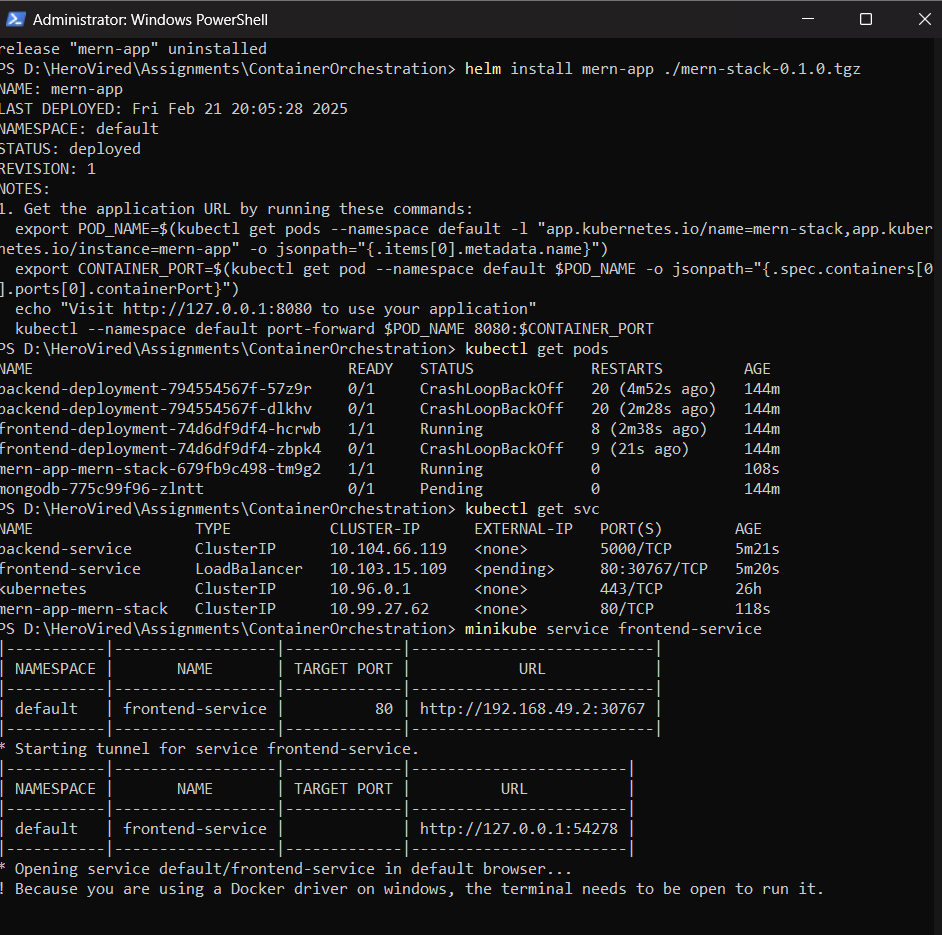 Administrator: Windows PowerShell
release "mern-app" uninstalled
PS D:\HeroVired\Assignments\ContainerOrchestration> helm install mern-app ./mern-stack-0.1.0.tgz
NAME: mern-app
LAST DEPLOYED: Fri Feb 21 20:05:28 2025
NAMESPACE: default
STATUS: deployed
REVISION: 1
NOTES:
1. Get the application URL by running these commands:
  export POD_NAME=$(kubectl get pods --namespace default -l "app.kubernetes.io/name=mern-stack,app.kuber
netes.io/instance=mern-app" -o jsonpath="{.items[0].metadata.name}")
  export CONTAINER_PORT=$(kubectl get pod --namespace default $POD_NAME -o jsonpath="{.spec.containers[0
].ports[0].containerPort}")
  echo "Visit http://127.0.0.1:8080 to use your application"
  kubectl --namespace default port-forward $POD_NAME 8080:$CONTAINER_PORT
PS D:\HeroVired\Assignments\ContainerOrchestration> kubectl get pods
NAME                                   READY   STATUS             RESTARTS         AGE
backend-deployment-794554567f-57z9r    0/1     CrashLoopBackOff   20 (4m52s ago)   144m
backend-deployment-794554567f-dlkhv    0/1     CrashLoopBackOff   20 (2m28s ago)   144m
frontend-deployment-74d6df9df4-hcrwb   1/1     Running            8 (2m38s ago)    144m
frontend-deployment-74d6df9df4-zbpk4   0/1     CrashLoopBackOff   9 (21s ago)      144m
mern-app-mern-stack-679fb9c498-tm9g2   1/1     Running            0                108s
mongodb-775c99f96-zlntt                0/1     Pending            0                144m
PS D:\HeroVired\Assignments\ContainerOrchestration> kubectl get svc
NAME                  TYPE           CLUSTER-IP      EXTERNAL-IP   PORT(S)        AGE
backend-service       ClusterIP      10.104.66.119   <none>        5000/TCP       5m21s
frontend-service      LoadBalancer   10.103.15.109   <pending>     80:30767/TCP   5m20s
kubernetes            ClusterIP      10.96.0.1       <none>        443/TCP        26h
mern-app-mern-stack   ClusterIP      10.99.27.62     <none>        80/TCP         118s
PS D:\HeroVired\Assignments\ContainerOrchestration> minikube service frontend-service
|-----------|------------------|-------------|---------------------------|
| NAMESPACE |       NAME       | TARGET PORT |            URL            |
|-----------|------------------|-------------|---------------------------|
| default   | frontend-service |          80 | http://192.168.49.2:30767 |
|-----------|------------------|-------------|---------------------------|
* Starting tunnel for service frontend-service.
|-----------|------------------|-------------|------------------------|
| NAMESPACE |       NAME       | TARGET PORT |          URL           |
|-----------|------------------|-------------|------------------------|
| default   | frontend-service |             | http://127.0.0.1:54278 |
|-----------|------------------|-------------|------------------------|
* Opening service default/frontend-service in default browser...
! Because you are using a Docker driver on windows, the terminal needs to be open to run it.